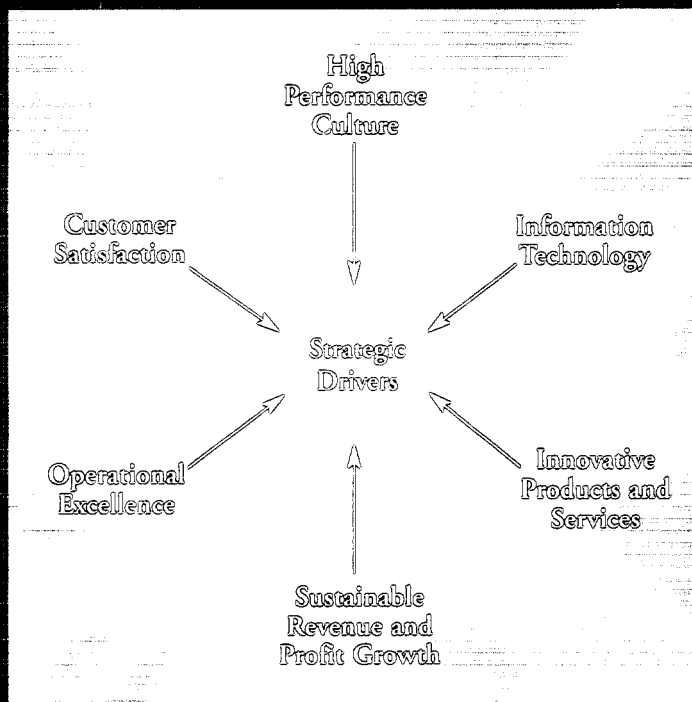 High
Performance
Culture
Customer
Satisfaction
Information
Technology
Strategic
Drivers
Operational
Excellence
Innovative
Products and
Services
Sustainable
Revenue and
Profit Growth